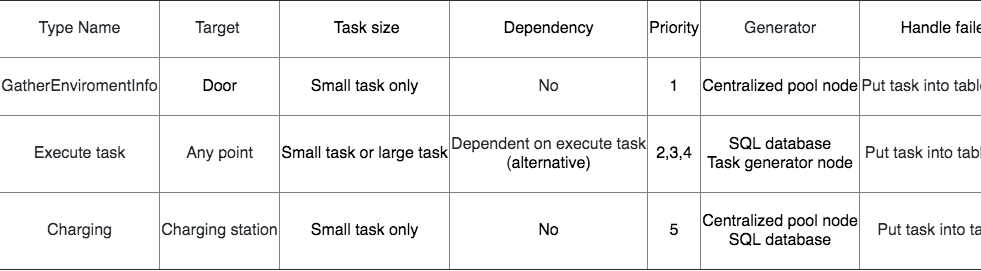 Type Name Target Task size Dependency Priority Generator Handle faile
GatherEnviromentInfo Door Small task only No 1 Centralized pool node Put task into tabl
Execute task Any point Small task or large task Dependent on execute task (alternative) 2,3,4 SQL database Task generator node Put task into tab
Charging Charging station Small task only No 5 Centralized pool node SQL database Put task into ta